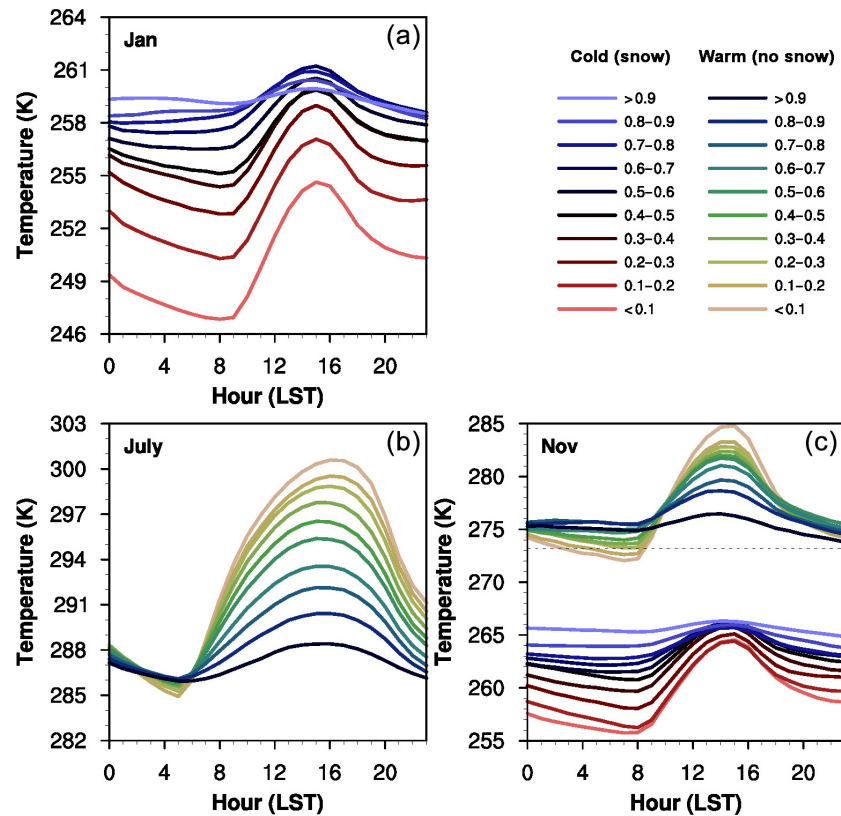 Jan
(a)
264
261
258
255
252
249
246
Temperature (K)
0 4 8 12 16 20
Hour (LST)
Cold (snow) Warm (no snow)
>0.9 >0.9
0.8–0.9 0.8–0.9
0.7–0.8 0.7–0.8
0.6–0.7 0.6–0.7
0.5–0.6 0.5–0.6
0.4–0.5 0.4–0.5
0.3–0.4 0.3–0.4
0.2–0.3 0.2–0.3
0.1–0.2 0.1–0.2
<0.1 <0.1
July
(b)
303
300
297
294
291
288
285
282
Temperature (K)
0 4 8 12 16 20
Hour (LST)
Nov
(c)
285
280
275
270
265
260
255
Temperature (K)
0 4 8 12 16 20
Hour (LST)